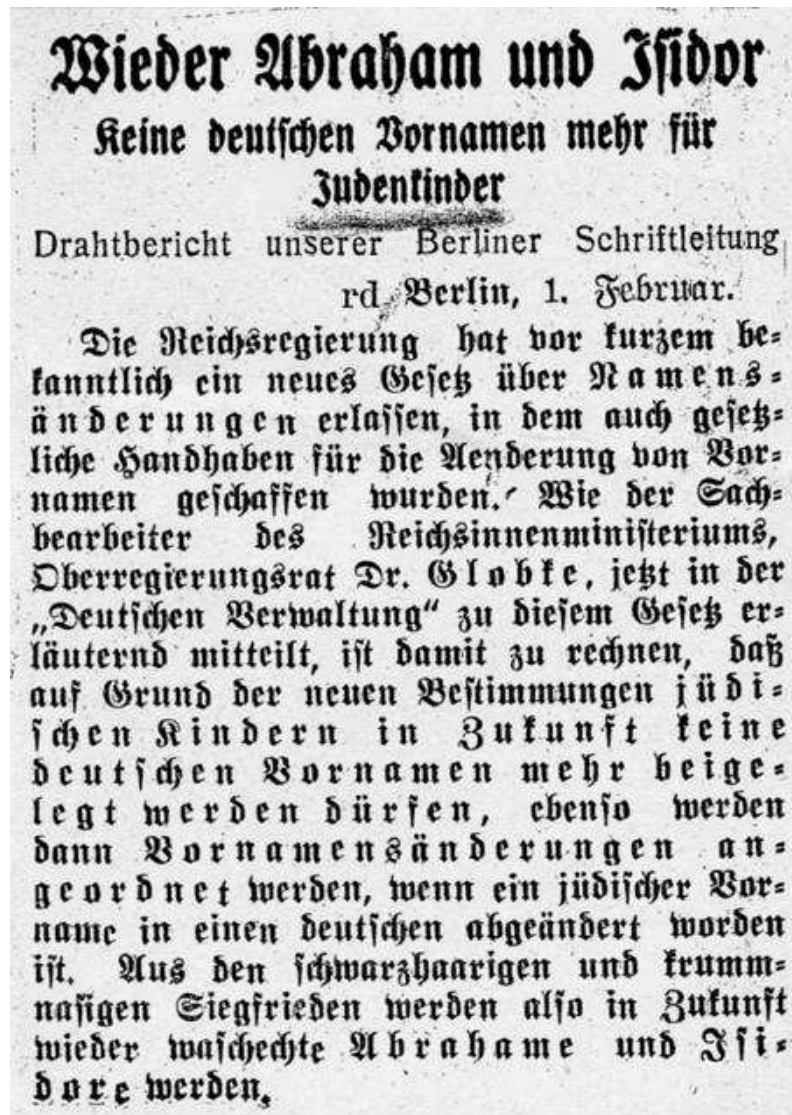 Wieder Abraham und Isidor
Keine deutschen Vornamen mehr für
Judenkinder
Drahtbericht unserer Berliner Schriftleitung
rd Berlin, 1. Februar.
Die Reichsregierung hat vor kurzem be-
kanntlich ein neues Gesetz über Namens-
änderungen erlassen, in dem auch gesetz-
liche Handhaben für die Aenderung von Vor-
namen geschaffen wurden. Wie der Sach-
bearbeiter des Reichsinnenministeriums,
Oberregierungsrat Dr. Globke, jetzt in der
„Deutschen Verwaltung“ zu diesem Gesetz er-
läuternd mitteilt, ist damit zu rechnen, daß
auf Grund der neuen Bestimmungen jüdi-
schen Kindern in Zukunft keine
deutschen Vornamen mehr beige-
legt werden dürfen, ebenso werden
dann Vornamensänderungen an-
geordnet werden, wenn ein jüdischer Vor-
name in einen deutschen abgeändert worden
ist. Aus den schwarzhaarigen und krumm-
nasigen Siegfrieden werden also in Zukunft
wieder waschechte Abrahame und Isi-
dore werden.